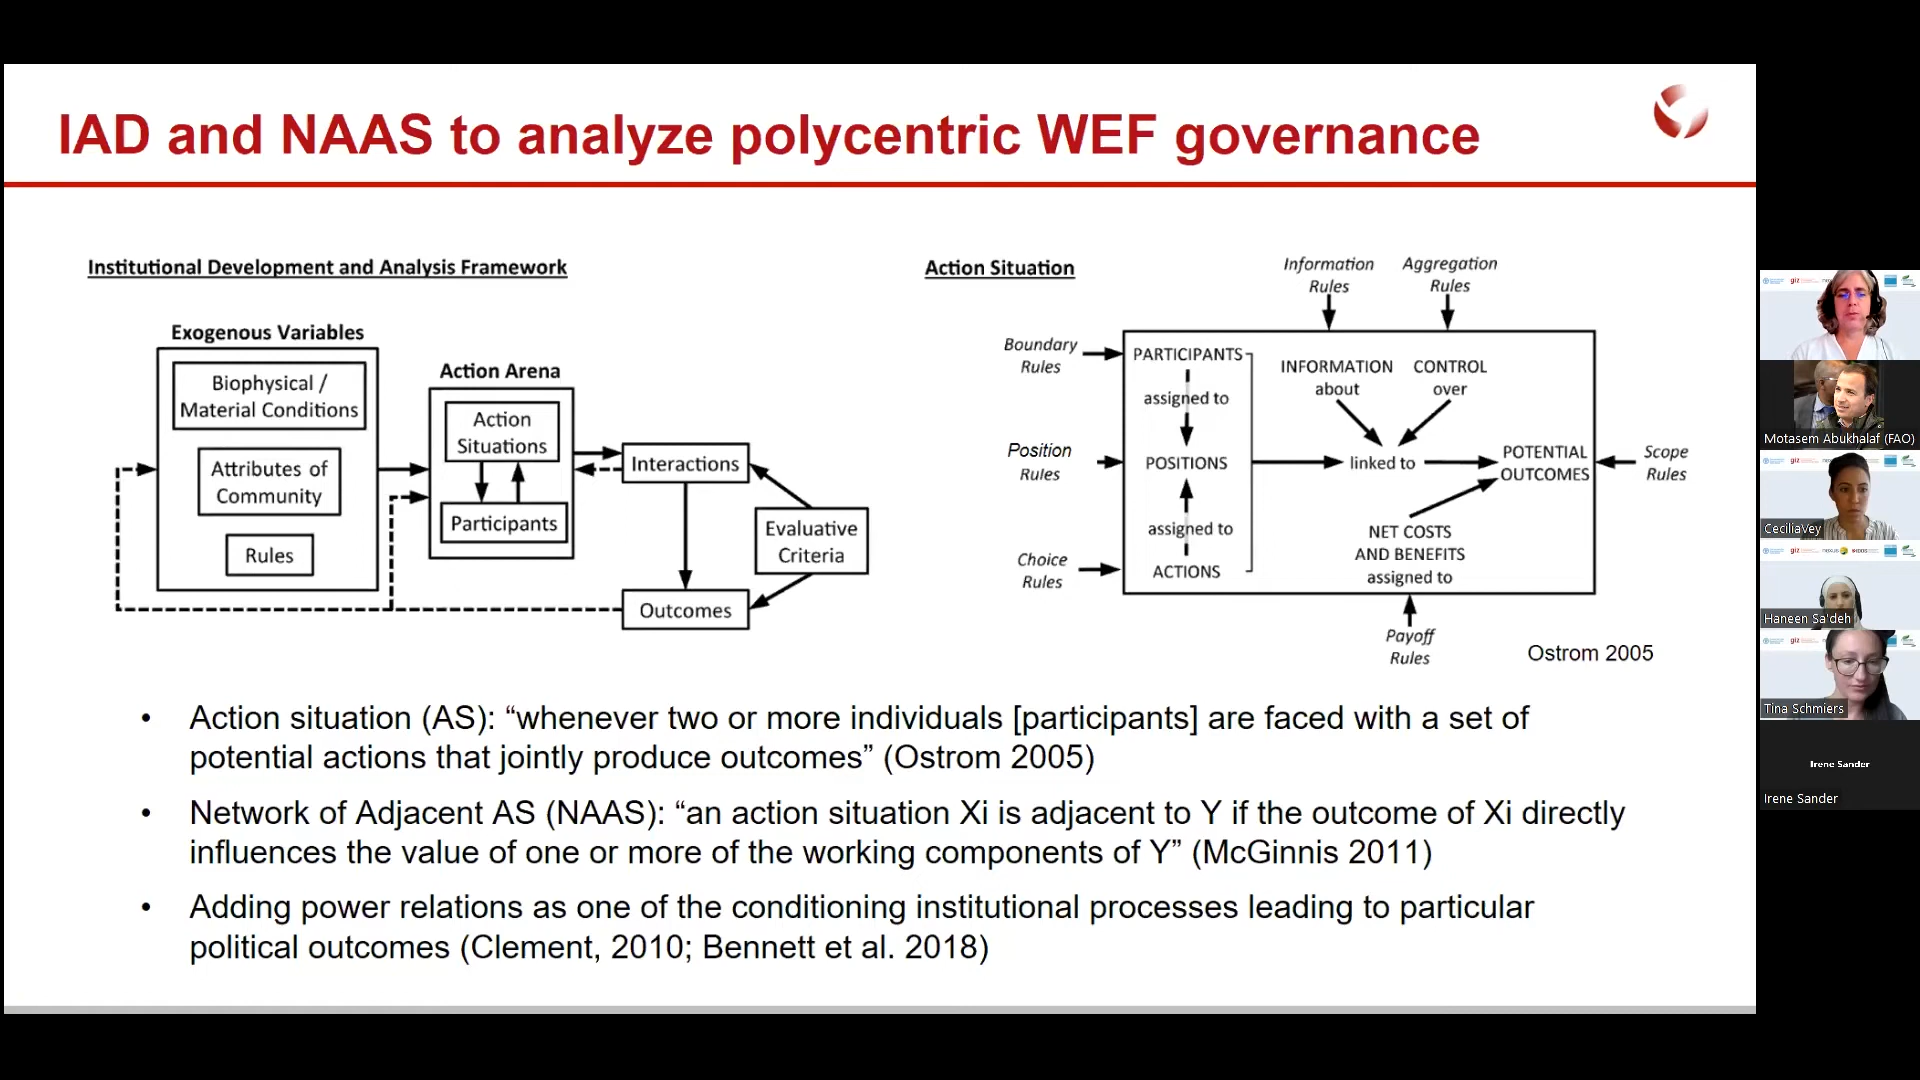 IAD and NAAS to analyze polycentric WEF governance
Institutional Development and Analysis Framework
Exogenous Variables
Biophysical /
Material Conditions
Attributes of
Community
Rules
Action Arena
Action
Situations
Participants
Interactions
Outcomes
Evaluative
Criteria
Action Situation
Information
Rules
Aggregation
Rules
Boundary
Rules
Position
Rules
Choice
Rules
PARTICIPANTS
assigned to
POSITIONS
assigned to
ACTIONS
INFORMATION
about
CONTROL
over
linked to
POTENTIAL
OUTCOMES
NET COSTS
AND BENEFITS
assigned to
Scope
Rules
Payoff
Rules
Ostrom 2005
• Action situation (AS): “whenever two or more individuals [participants] are faced with a set of
potential actions that jointly produce outcomes” (Ostrom 2005)
• Network of Adjacent AS (NAAS): “an action situation Xi is adjacent to Y if the outcome of Xi directly
influences the value of one or more of the working components of Y” (McGinnis 2011)
• Adding power relations as one of the conditioning institutional processes leading to particular
political outcomes (Clement, 2010; Bennett et al. 2018)
giz
Motasem Abukhalaf (FAO)
giz
CeciliaVey
giz
Haneen Sa'deh
giz
Tina Schmiers
Irene Sander
Irene Sander